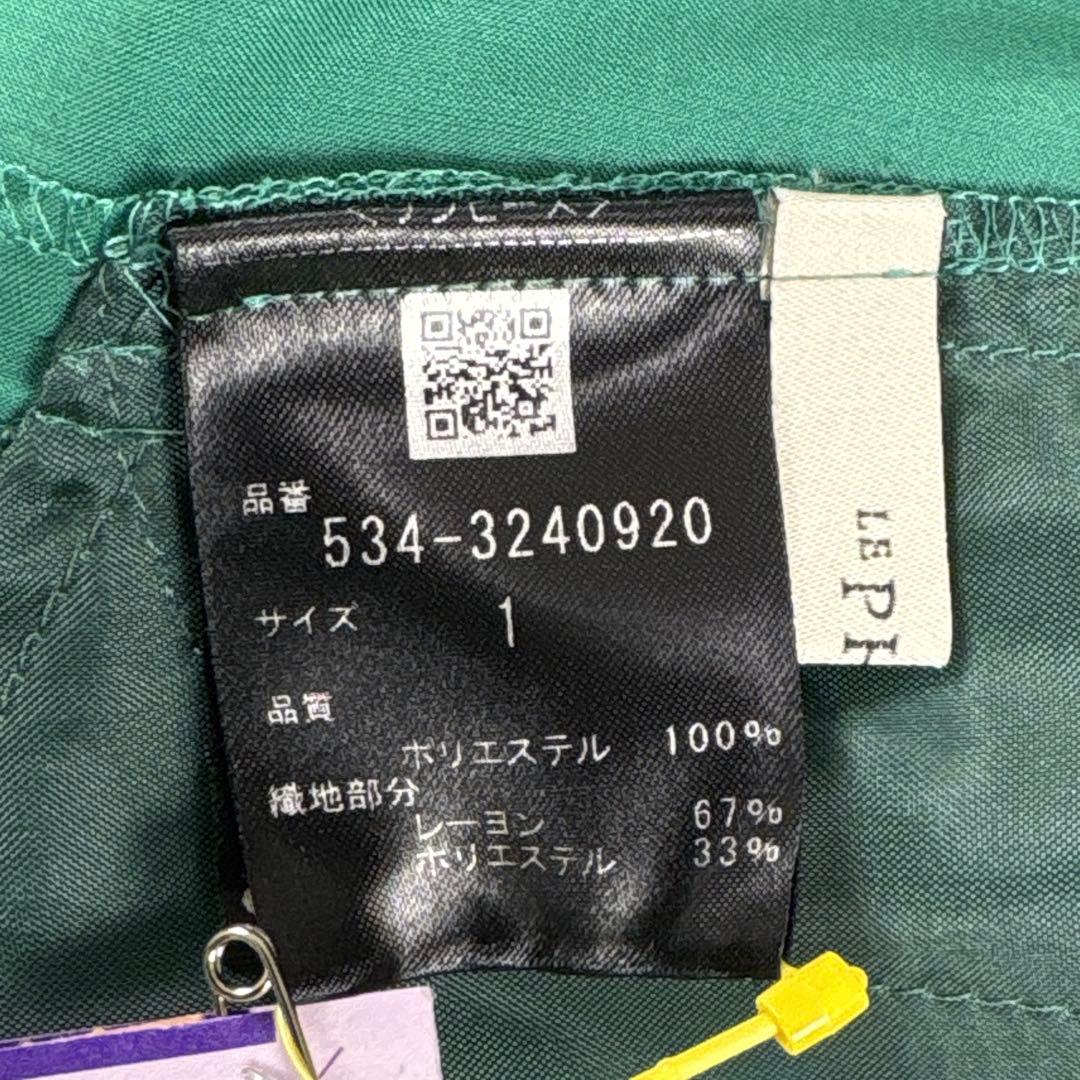 品番
534-3240920
サイズ 1
品質
ポリエステル 100%
織地部分
レーヨン 67%
ポリエステル 33%
LE